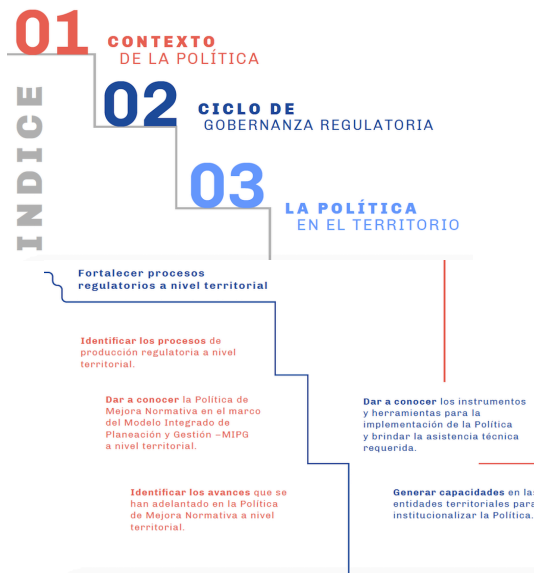 01 CONTEXTO
DE LA POLÍTICA
INDICE
02 CICLO DE
GOBERNANZA REGULATORIA
03 LA POLÍTICA
EN EL TERRITORIO
Fortalecer procesos
regulatorios a nivel territorial
Identificar los procesos de
producción regulatoria a nivel
territorial.
Dar a conocer la Política de
Mejora Normativa en el marco
del Modelo Integrado de
Planeación y Gestión –MIPG
a nivel territorial.
Identificar los avances que se
han adelantado en la Política
de Mejora Normativa a nivel
territorial.
Dar a conocer los instrumentos
y herramientas para la
implementación de la Política
y brindar la asistencia técnica
requerida.
Generar capacidades en las
entidades territoriales para
institucionalizar la Política.